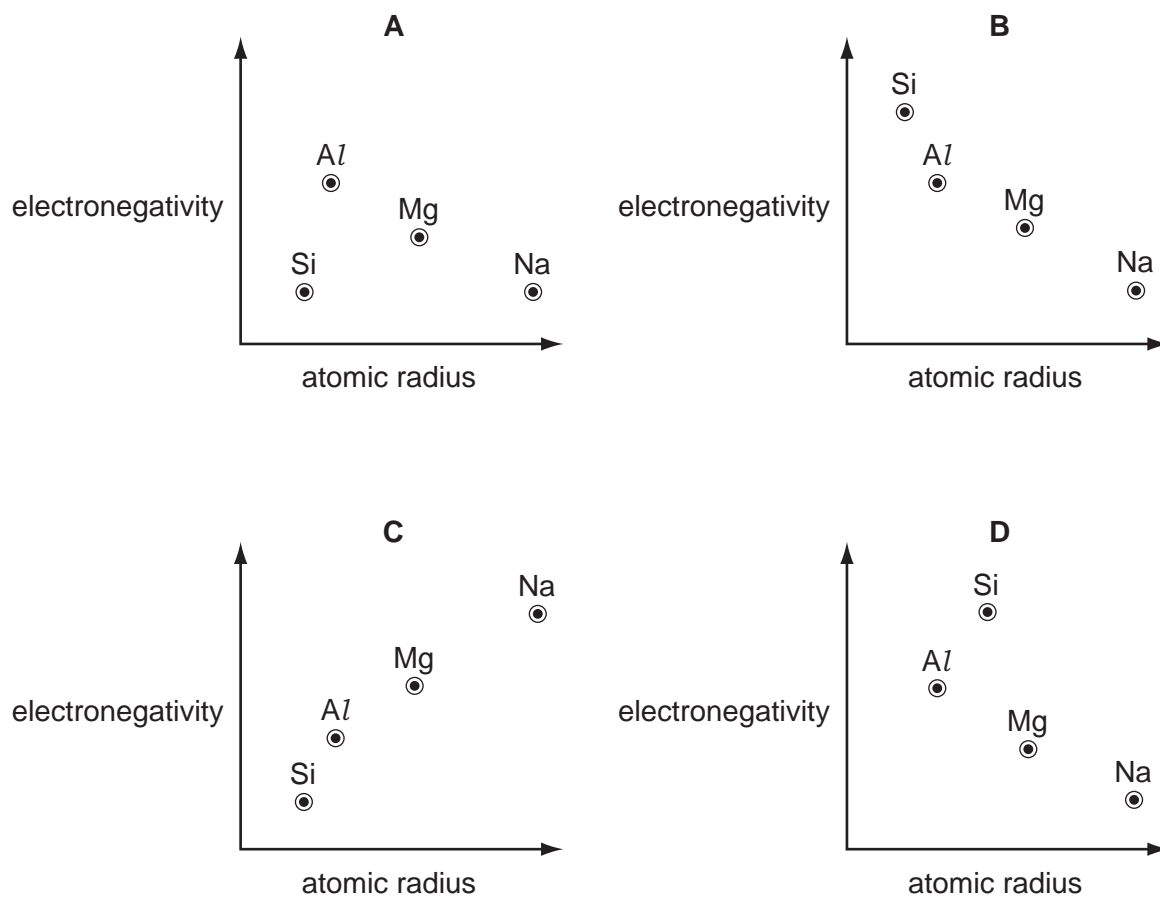 A
electronegativity
Al
Mg
Si
Na
atomic radius
B
electronegativity
Si
Al
Mg
Na
atomic radius
C
electronegativity
Na
Mg
Al
Si
atomic radius
D
electronegativity
Si
Al
Mg
Na
atomic radius